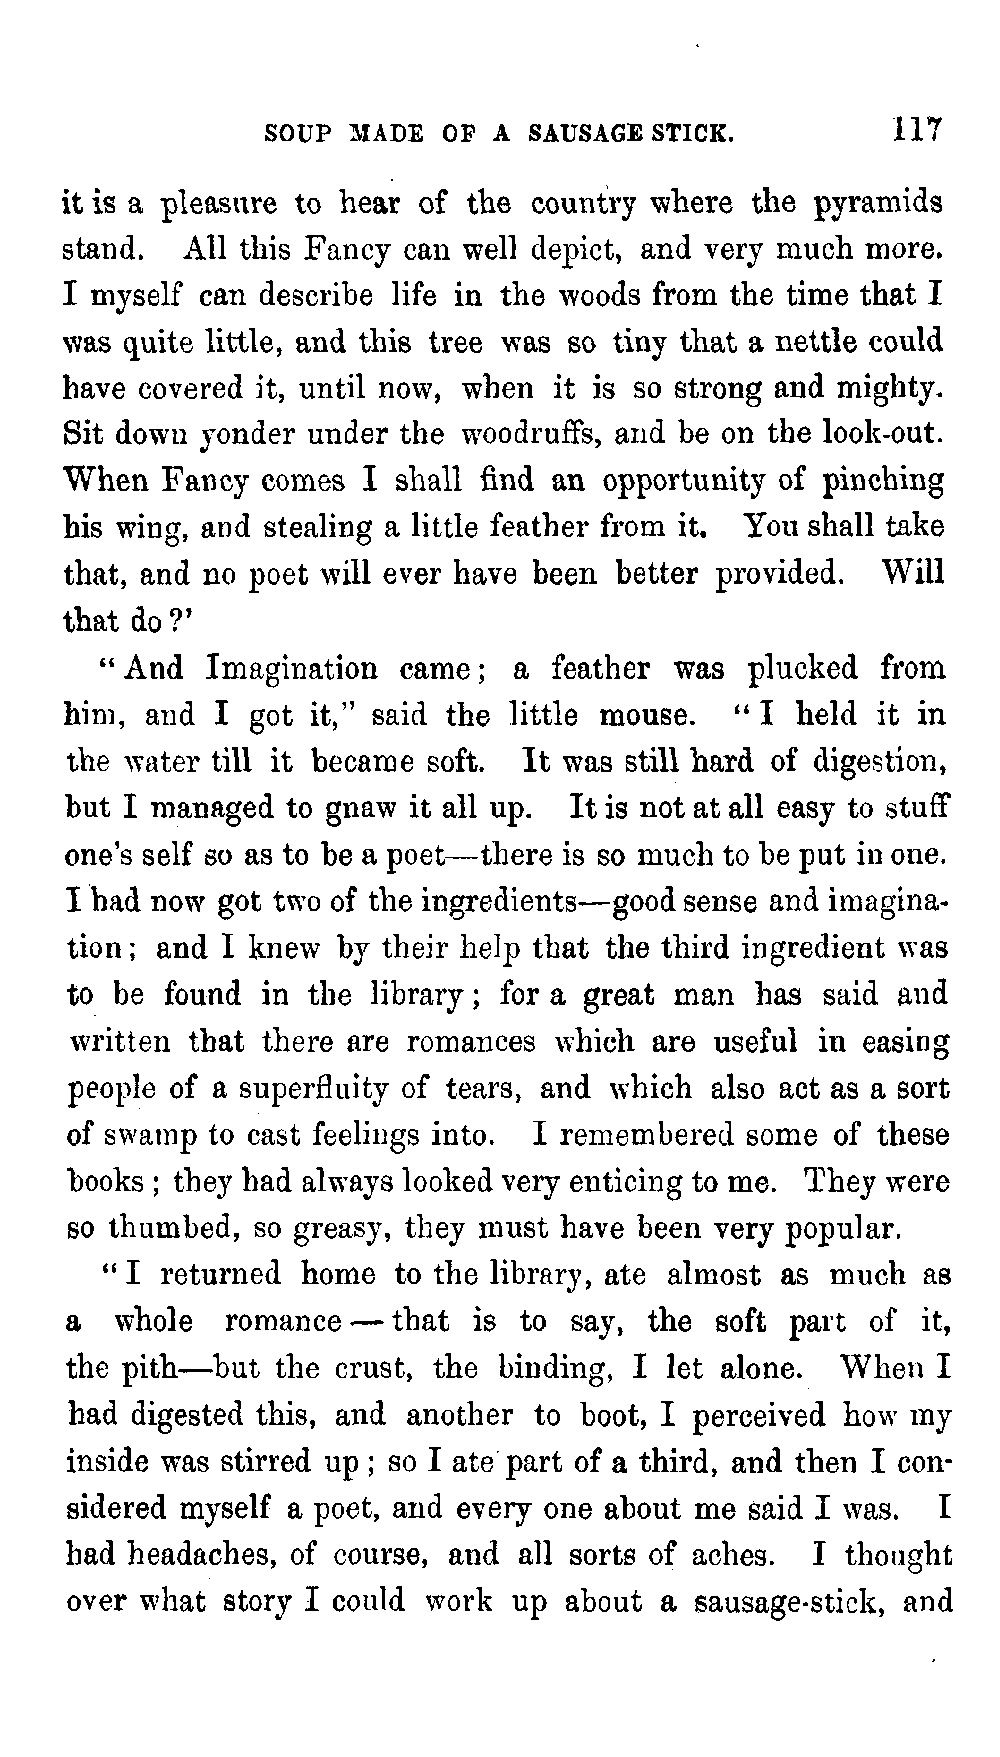 SOUP MADE OF A SAUSAGE STICK. 117
it is a pleasure to hear of the country where the pyramids
stand. All this Fancy can well depict, and very much more.
I myself can describe life in the woods from the time that I
was quite little, and this tree was so tiny that a nettle could
have covered it, until now, when it is so strong and mighty.
Sit down yonder under the woodruffs, and be on the look-out.
When Fancy comes I shall find an opportunity of pinching
his wing, and stealing a little feather from it. You shall take
that, and no poet will ever have been better provided. Will
that do?'
"And Imagination came; a feather was plucked from
him, and I got it," said the little mouse. "I held it in
the water till it became soft. It was still hard of digestion,
but I managed to gnaw it all up. It is not at all easy to stuff
one's self so as to be a poet—there is so much to be put in one.
I had now got two of the ingredients—good sense and imagina-
tion; and I knew by their help that the third ingredient was
to be found in the library; for a great man has said and
written that there are romances which are useful in easing
people of a superfluity of tears, and which also act as a sort
of swamp to cast feelings into. I remembered some of these
books; they had always looked very enticing to me. They were
so thumbed, so greasy, they must have been very popular.
"I returned home to the library, ate almost as much as
a whole romance—that is to say, the soft part of it,
the pith—but the crust, the binding, I let alone. When I
had digested this, and another to boot, I perceived how my
inside was stirred up; so I ate part of a third, and then I con-
sidered myself a poet, and every one about me said I was. I
had headaches, of course, and all sorts of aches. I thought
over what story I could work up about a sausage-stick, and